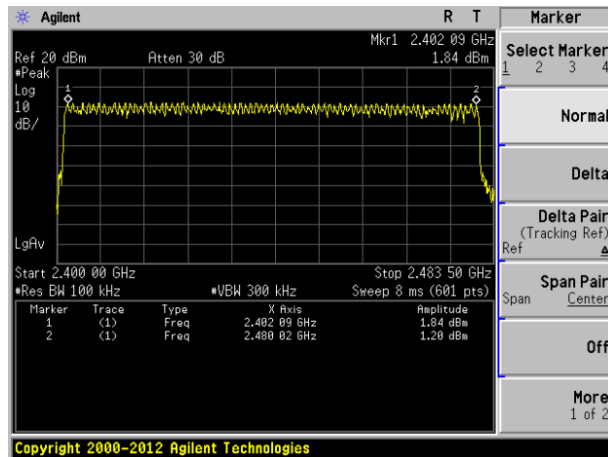 Agilent R T Marker
Mkr1 2.402 09 GHz
Ref 20 dBm Atten 30 dB 1.84 dBm
#Peak
Log
10
dB/
1
2
LgAv
Start 2.400 00 GHz Stop 2.483 50 GHz
#Res BW 100 kHz #VBW 300 kHz Sweep 8 ms (601 pts)
Marker Trace Type X Axis Amplitude
1 (1) Freq 2.402 09 GHz 1.84 dBm
2 (1) Freq 2.480 02 GHz 1.20 dBm
Select Marker
1 2 3 4
Normal
Delta
Delta Pair
(Tracking Ref)
Ref Δ
Span Pair
Span Center
Off
More
1 of 2
Copyright 2000-2012 Agilent Technologies